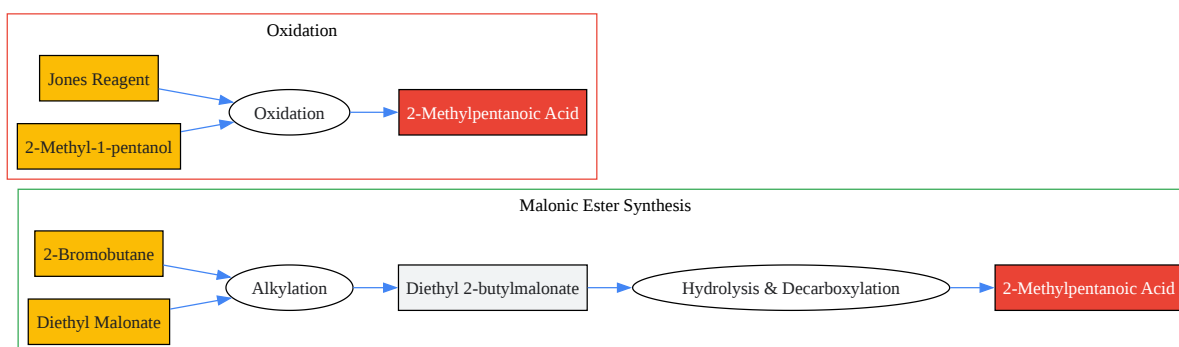 Oxidation
Jones Reagent
2-Methyl-1-pentanol
Oxidation
2-Methylpentanoic Acid
Malonic Ester Synthesis
2-Bromobutane
Diethyl Malonate
Alkylation
Diethyl 2-butylmalonate
Hydrolysis & Decarboxylation
2-Methylpentanoic Acid